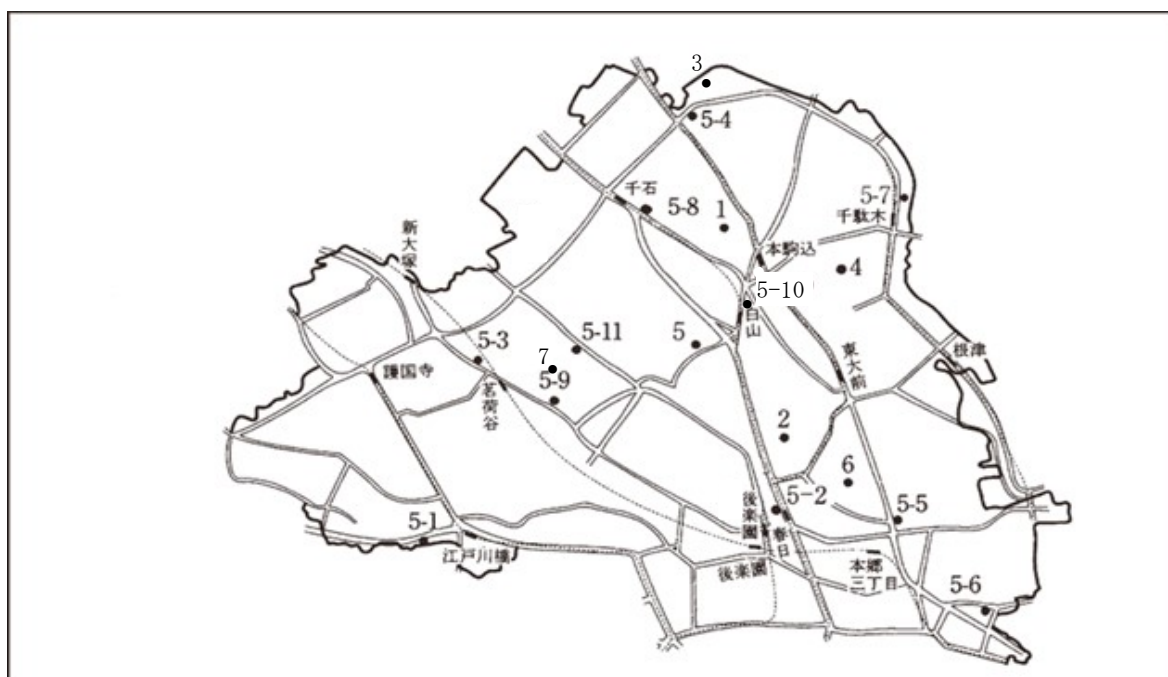 3
5-4
千石
5-8
1
5-7
千駄木
新大塚
本駒込
4
5-10
白山
5-3
7
5-11
5
5-9
護国寺
茗荷谷
東大前
根津
2
6
5-2
5-5
後楽園
春日
5-1
江戸川橋
後楽園
本郷
三丁目
5-6